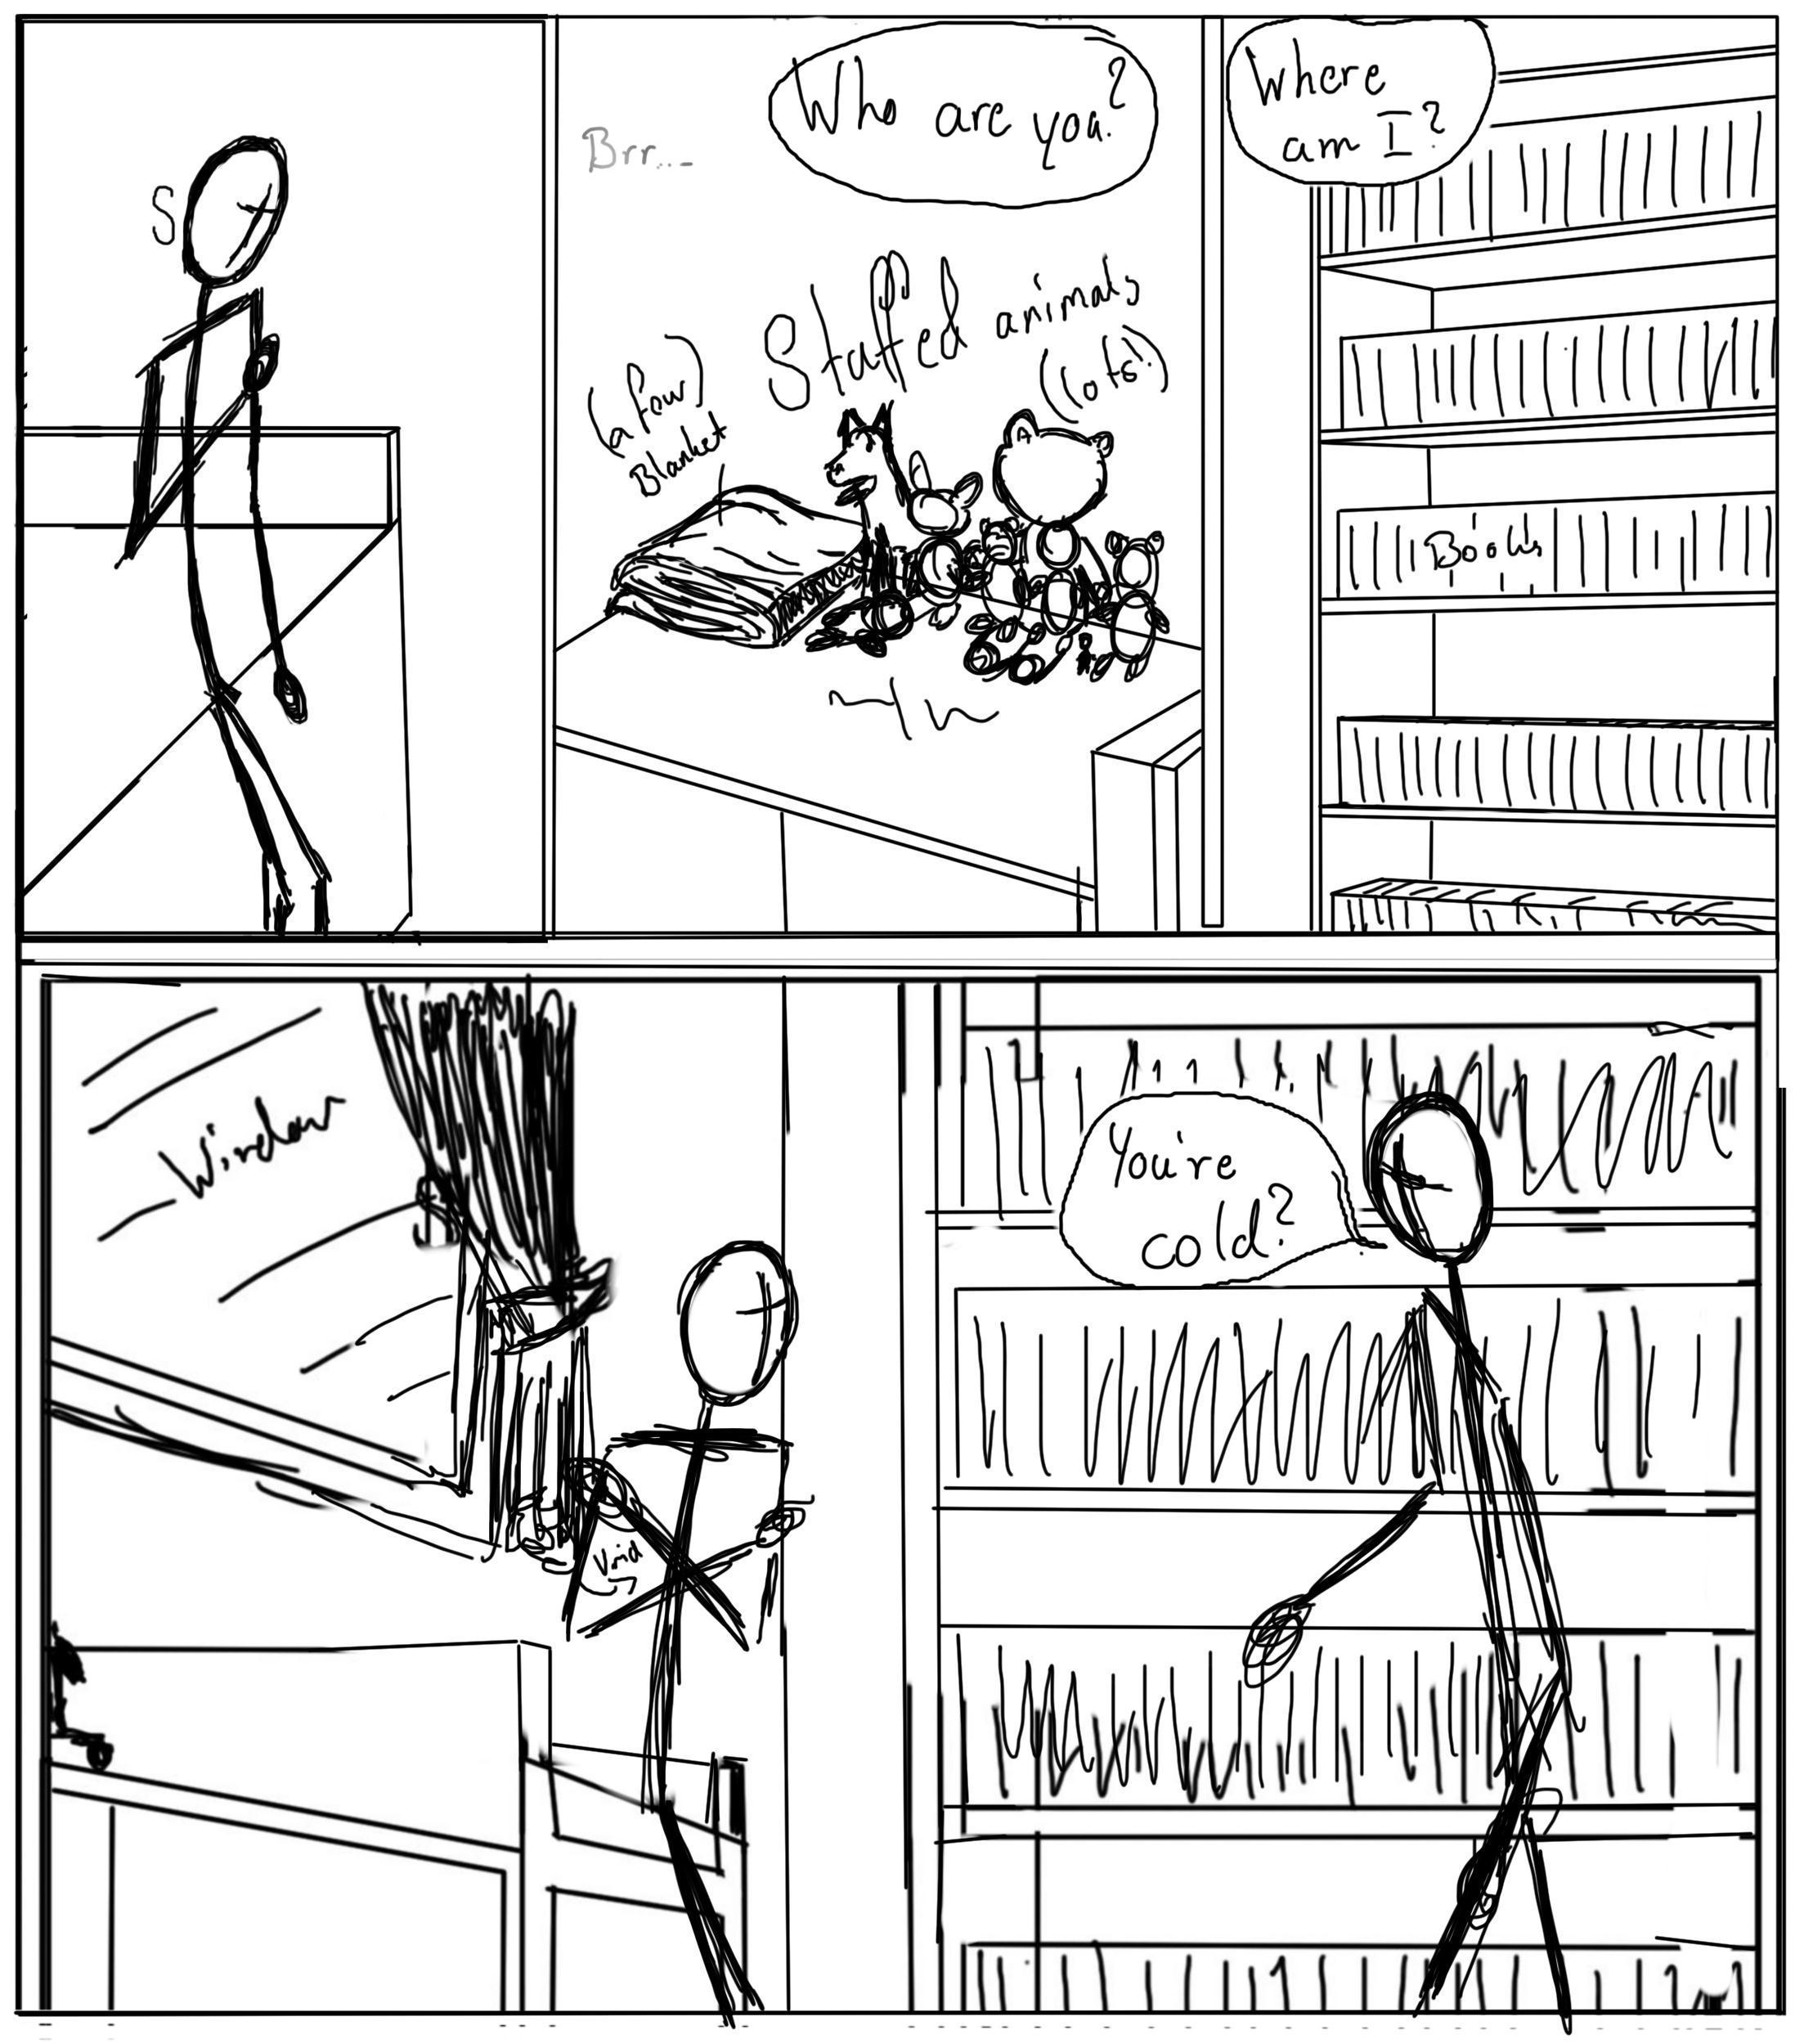 S
Brr...
Who are you?
Where
am I?
(a few)
Blanket
Stuffed animals
(lots!)
Books
Window
You're
cold?
Void